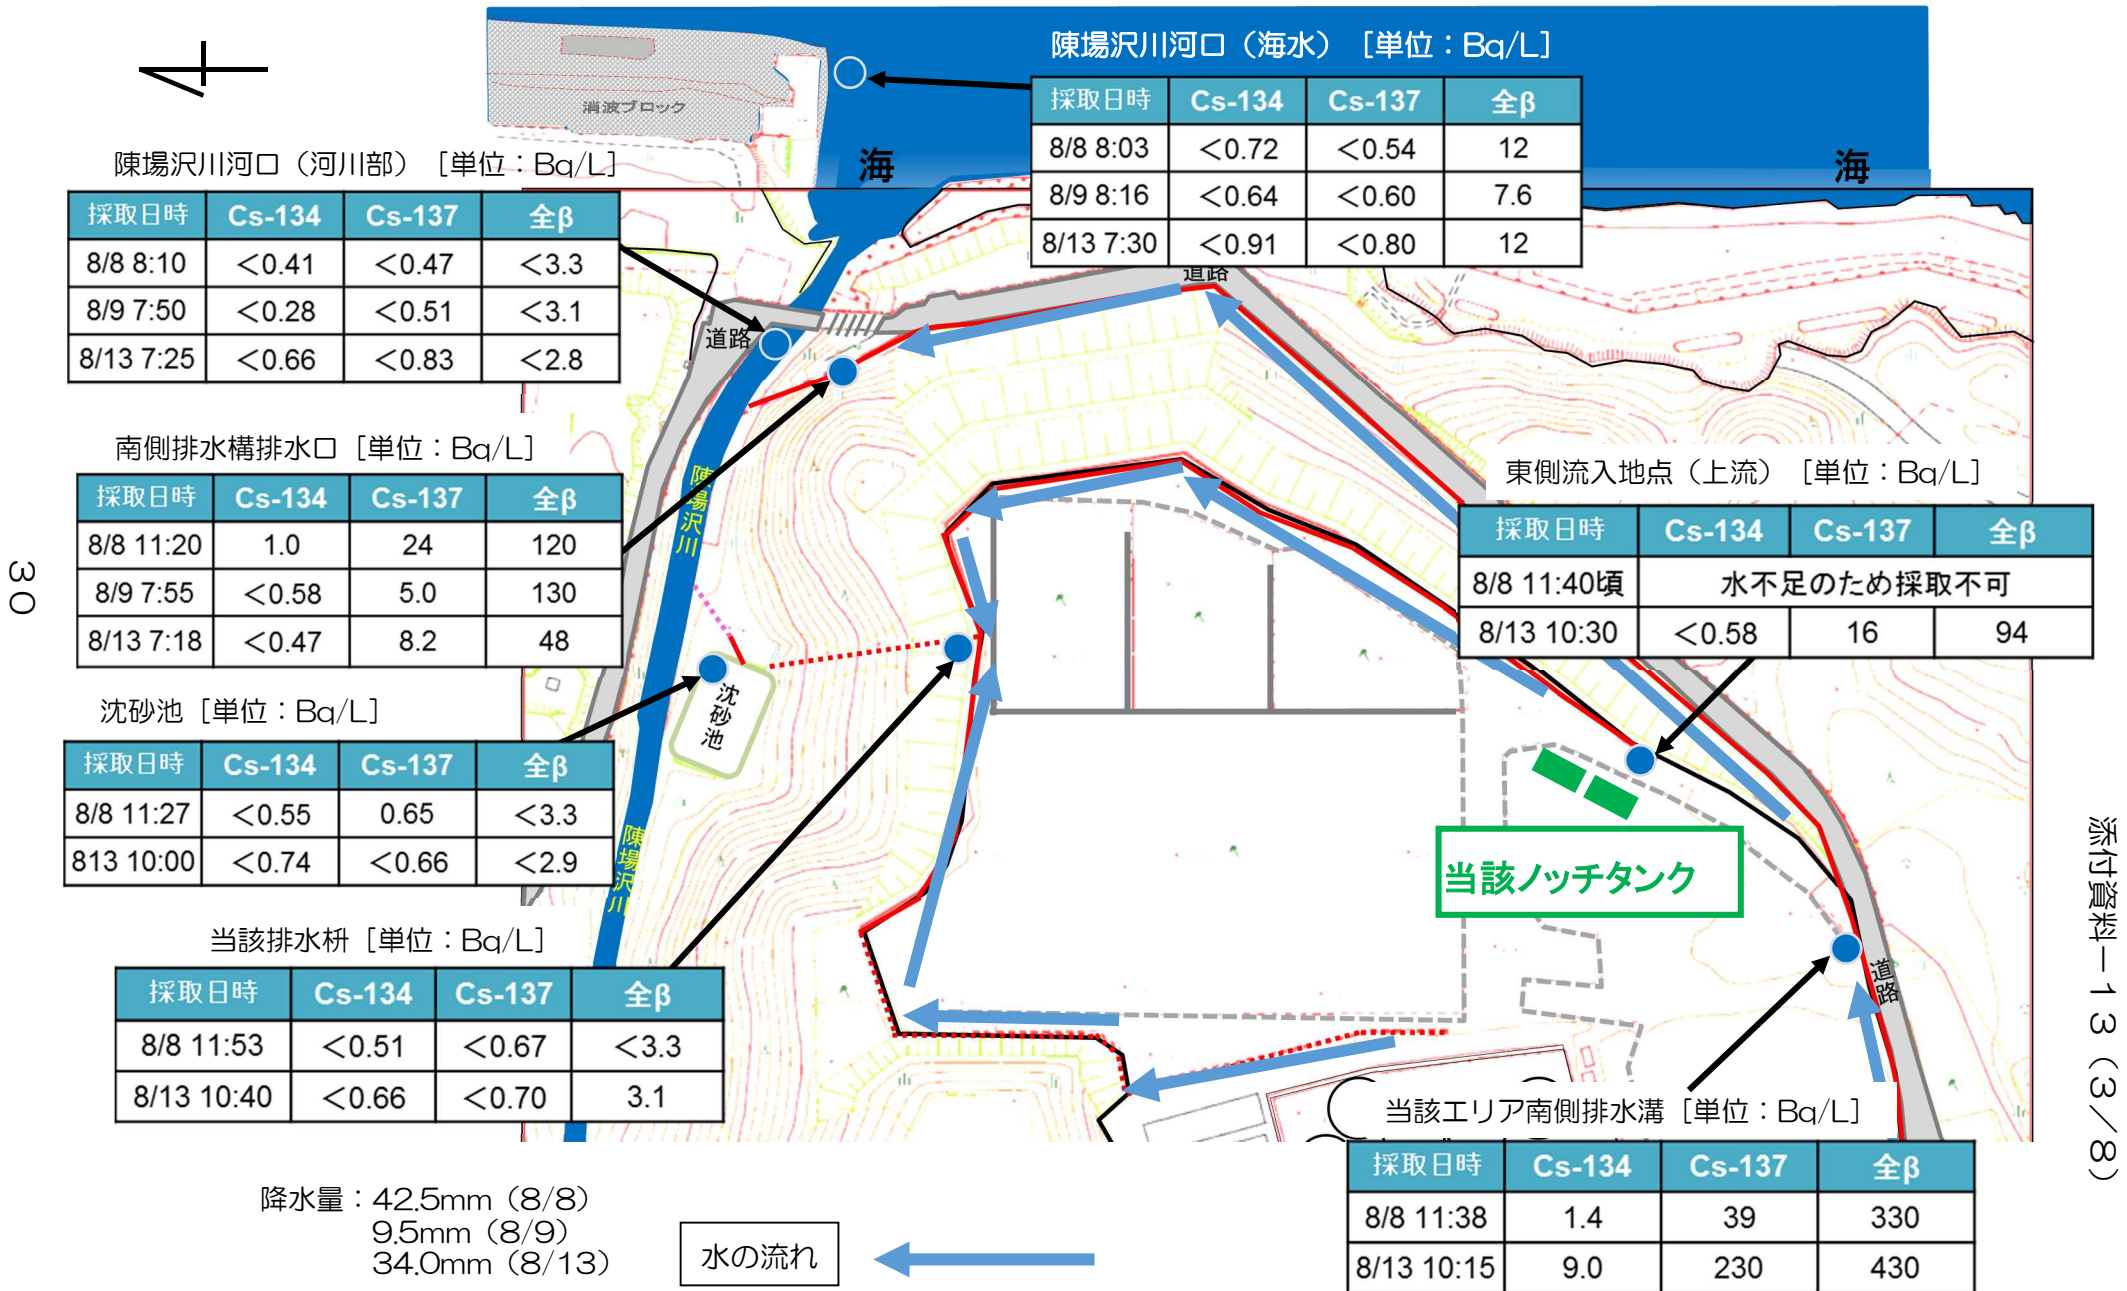 陳場沢川河口（海水）［単位：Bq/L］
採取日時 Cs-134 Cs-137 全β
8/8 8:03 ＜0.72 ＜0.54 12
8/9 8:16 ＜0.64 ＜0.60 7.6
8/13 7:30 ＜0.91 ＜0.80 12
消波ブロック
海
海
陳場沢川河口（河川部）［単位：Bq/L］
採取日時 Cs-134 Cs-137 全β
8/8 8:10 ＜0.41 ＜0.47 ＜3.3
8/9 7:50 ＜0.28 ＜0.51 ＜3.1
8/13 7:25 ＜0.66 ＜0.83 ＜2.8
道路
道路
南側排水構排水口［単位：Bq/L］
採取日時 Cs-134 Cs-137 全β
8/8 11:20 1.0 24 120
8/9 7:55 ＜0.58 5.0 130
8/13 7:18 ＜0.47 8.2 48
陳場沢川
東側流入地点（上流）［単位：Bq/L］
採取日時 Cs-134 Cs-137 全β
8/8 11:40頃 水不足のため採取不可
8/13 10:30 ＜0.58 16 94
沈砂池［単位：Bq/L］
採取日時 Cs-134 Cs-137 全β
8/8 11:27 ＜0.55 0.65 ＜3.3
813 10:00 ＜0.74 ＜0.66 ＜2.9
沈砂池
陳場沢川
当該ノッチタンク
道路
当該排水枡［単位：Bq/L］
採取日時 Cs-134 Cs-137 全β
8/8 11:53 ＜0.51 ＜0.67 ＜3.3
8/13 10:40 ＜0.66 ＜0.70 3.1
当該エリア南側排水溝［単位：Bq/L］
採取日時 Cs-134 Cs-137 全β
8/8 11:38 1.4 39 330
8/13 10:15 9.0 230 430
降水量：42.5mm（8/8）
9.5mm（8/9）
34.0mm（8/13）
水の流れ
30
添付資料－13（3／8）